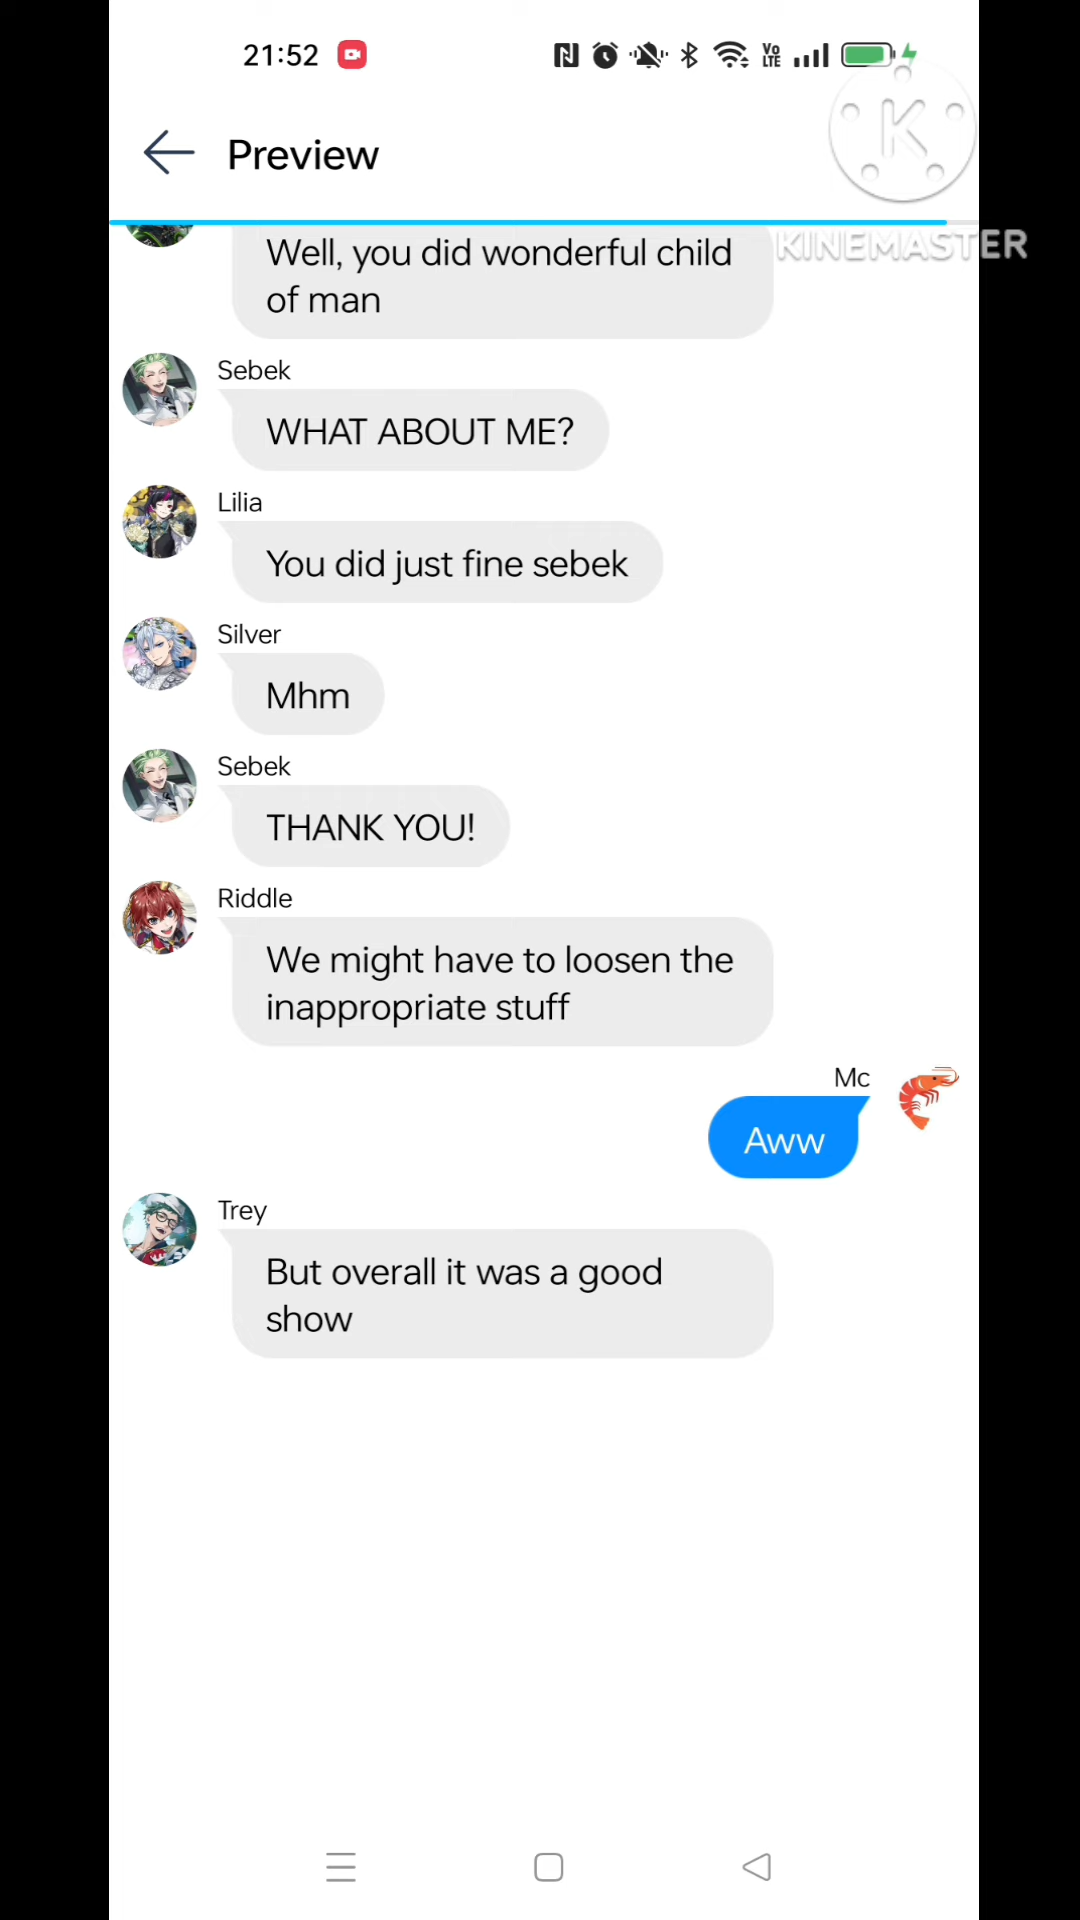 21:52
Vo
LTE
Preview
K
KINEMASTER
Well, you did wonderful child
of man
Sebek
WHAT ABOUT ME?
Lilia
You did just fine sebek
Silver
Mhm
Sebek
THANK YOU!
Riddle
We might have to loosen the
inappropriate stuff
Mc
Aww
Trey
But overall it was a good
show